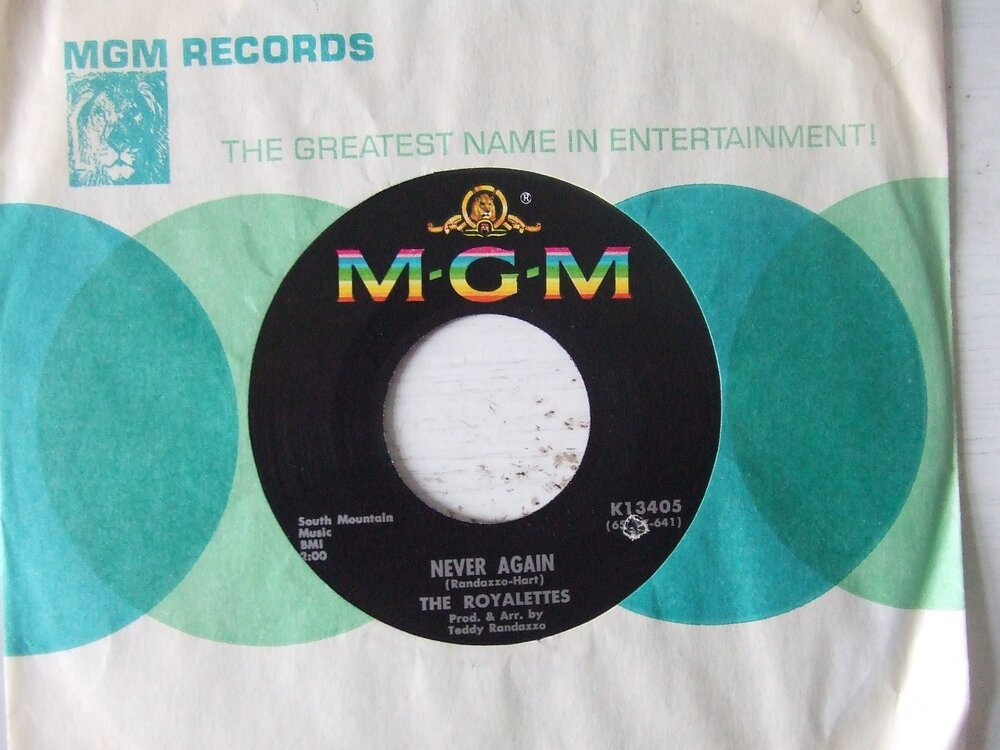 MGM RECORDS
THE GREATEST NAME IN ENTERTAINMENT!
®
M-G-M
South Mountain
Music
BMI
K13405
NEVER AGAIN
(Randazzo-Hart)
THE ROYALETTES
Prod. & Arr. by
Teddy Randazzo